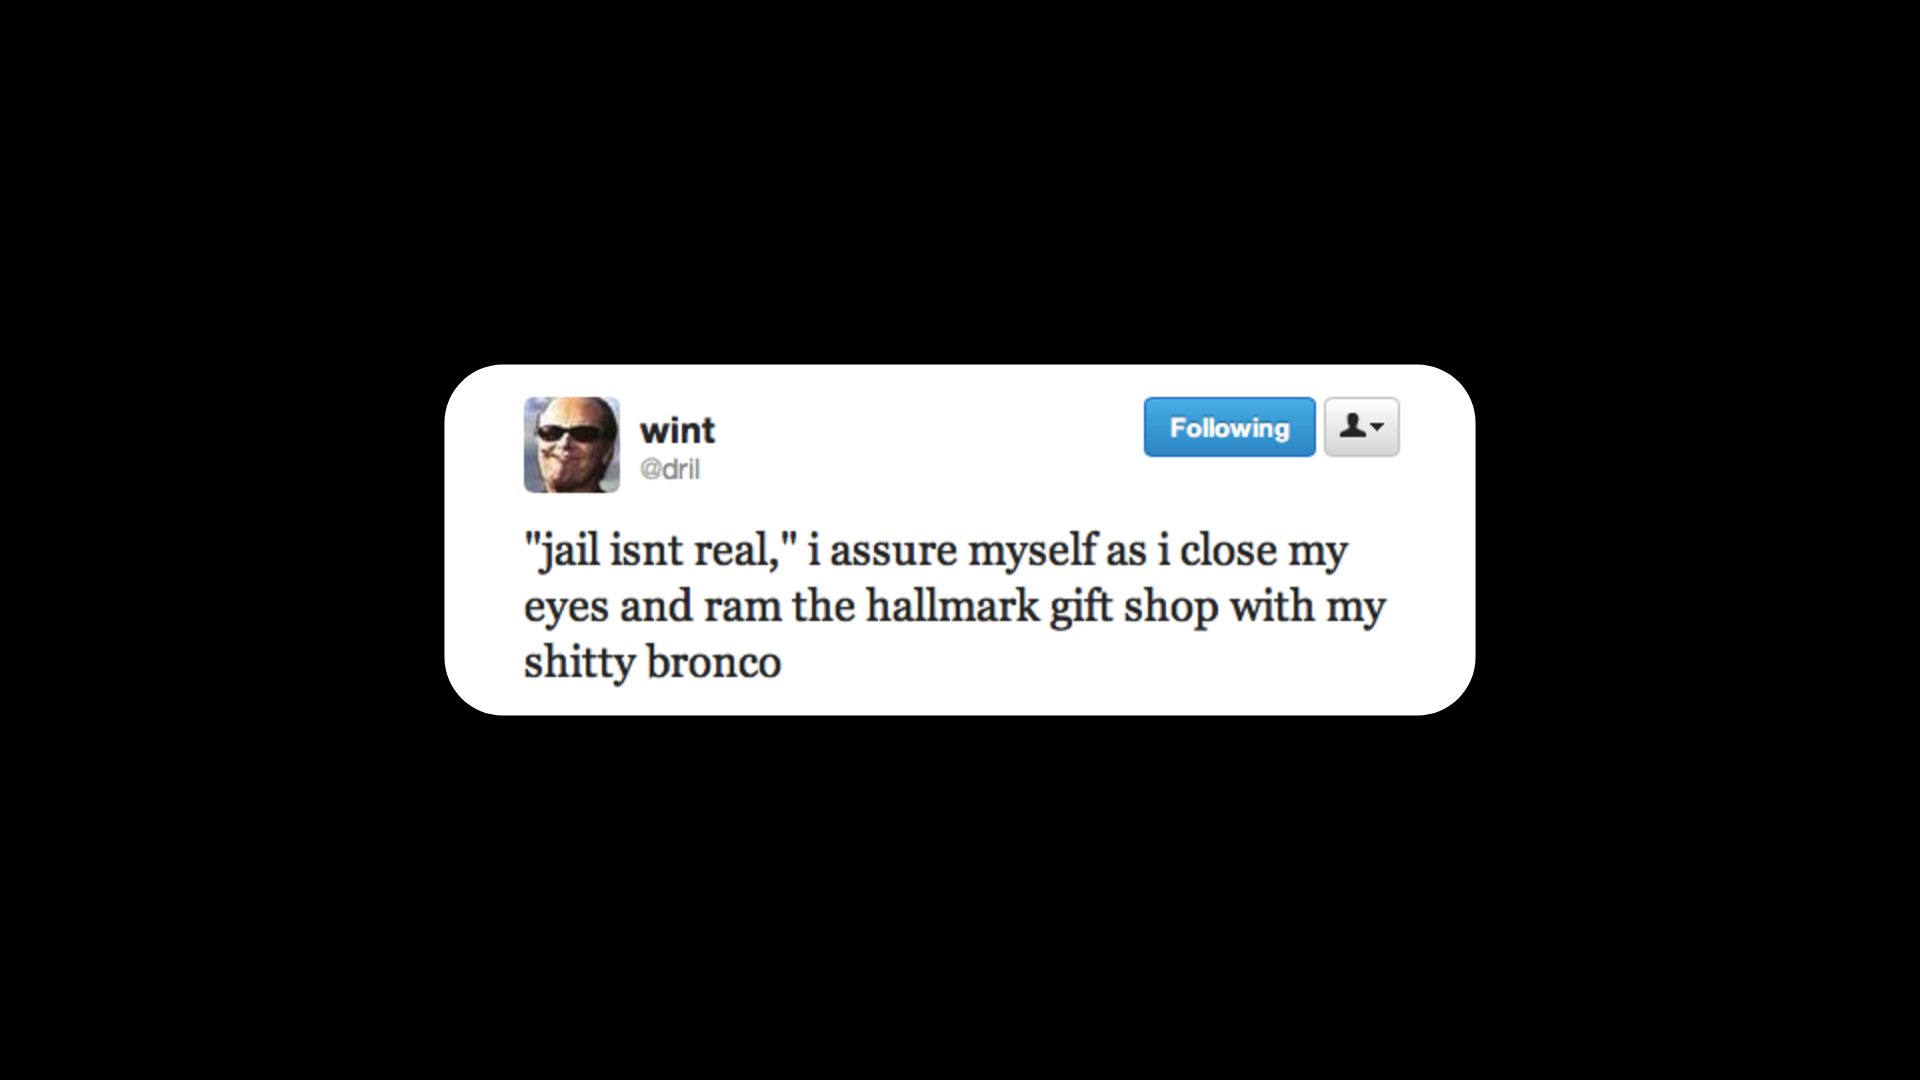 wint
@dril
Following
"jail isnt real," i assure myself as i close my
eyes and ram the hallmark gift shop with my
shitty bronco